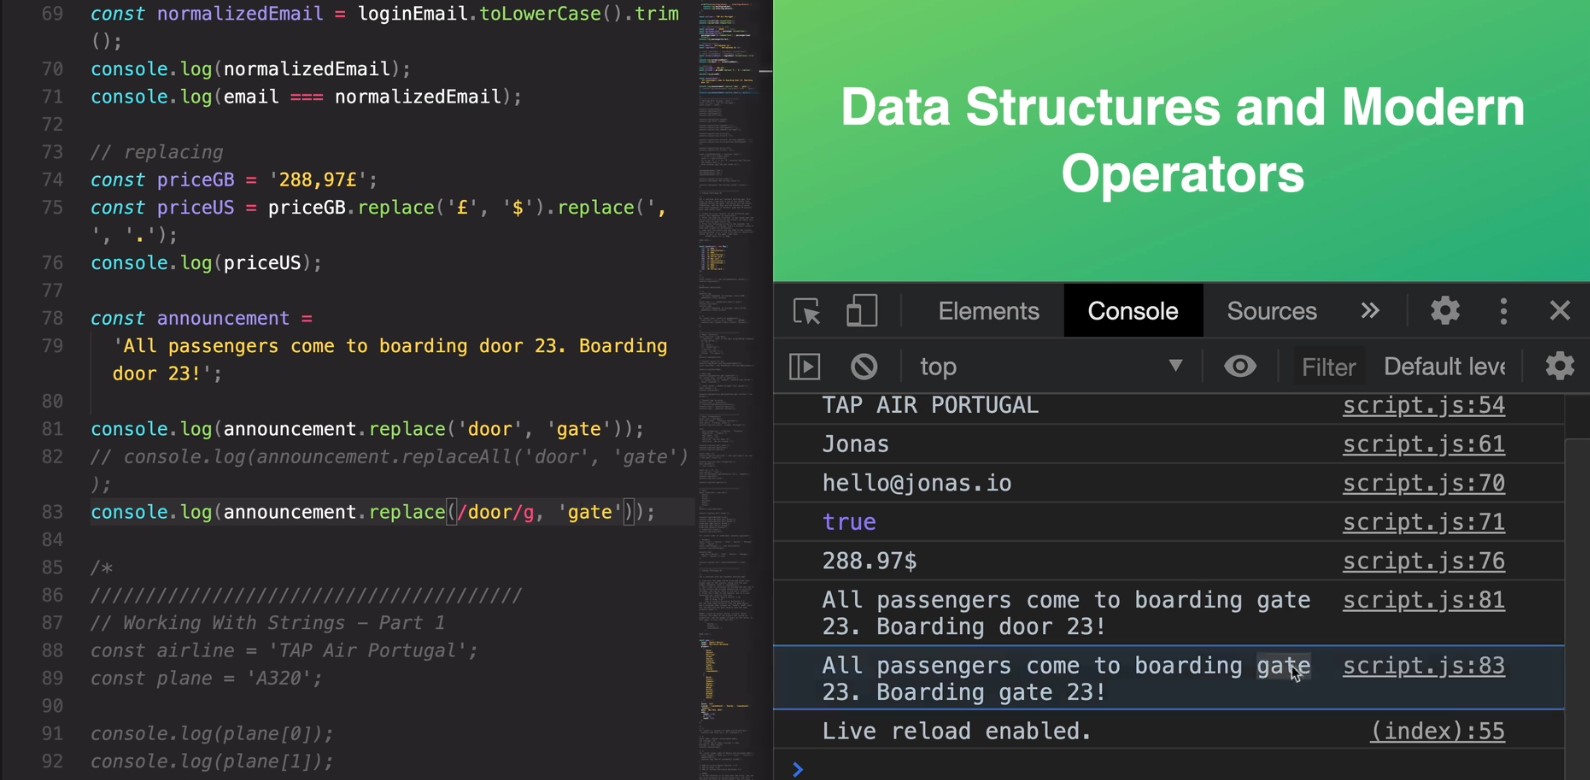 69 const normalizedEmail = loginEmail.toLowerCase().trim
();
70 console.log(normalizedEmail);
71 console.log(email === normalizedEmail);
72
73 // replacing
74 const priceGB = '288,97£';
75 const priceUS = priceGB.replace('£', '$').replace(',
', '.');
76 console.log(priceUS);
77
78 const announcement =
79 'All passengers come to boarding door 23. Boarding
door 23!';
80
81 console.log(announcement.replace('door', 'gate'));
82 // console.log(announcement.replaceAll('door', 'gate')
);
83 console.log(announcement.replace(/door/g, 'gate'));
84
85 /*
86 ///////////////////////////////////////
87 // Working With Strings - Part 1
88 const airline = 'TAP Air Portugal';
89 const plane = 'A320';
90
91 console.log(plane[0]);
92 console.log(plane[1]);
Data Structures and Modern
Operators
Elements Console Sources »
top Filter Default leve
TAP AIR PORTUGAL script.js:54
Jonas script.js:61
hello@jonas.io script.js:70
true script.js:71
288.97$ script.js:76
All passengers come to boarding gate script.js:81
23. Boarding door 23!
All passengers come to boarding gate script.js:83
23. Boarding gate 23!
Live reload enabled. (index):55